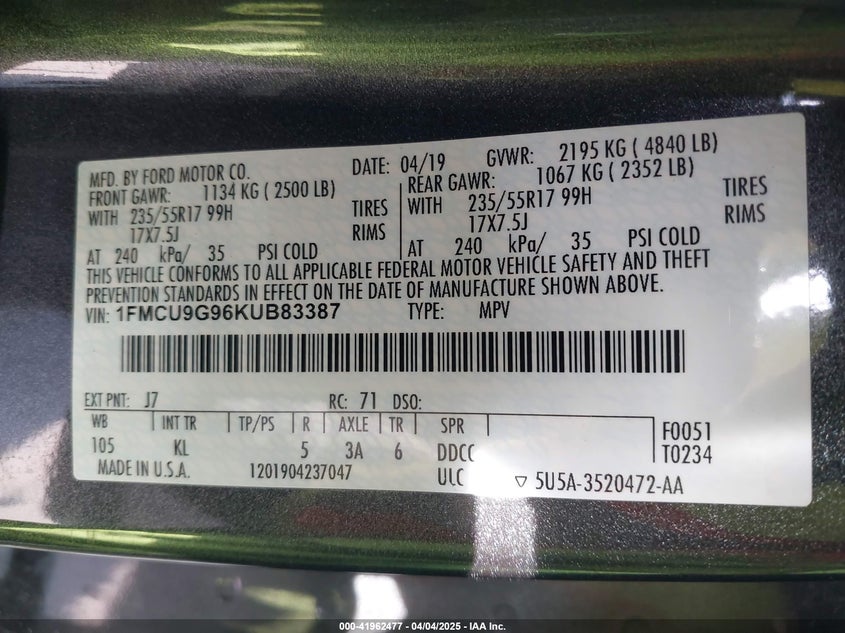 MFD. BY FORD MOTOR CO.
DATE: 04/19 GVWR: 2195 KG ( 4840 LB)
FRONT GAWR: 1134 KG ( 2500 LB) REAR GAWR: 1067 KG ( 2352 LB)
WITH 235/55R17 99H TIRES WITH 235/55R17 99H TIRES
17X7.5J RIMS 17X7.5J RIMS
AT 240 kPa/ 35 PSI COLD AT 240 kPa/ 35 PSI COLD
THIS VEHICLE CONFORMS TO ALL APPLICABLE FEDERAL MOTOR VEHICLE SAFETY AND THEFT
PREVENTION STANDARDS IN EFFECT ON THE DATE OF MANUFACTURE SHOWN ABOVE.
VIN: 1FMCU9G96KUB83387 TYPE: MPV
EXT PNT: J7 RC: 71 DSO:
WB INT TR TP/PS R AXLE TR SPR
105 KL 5 3A 6 DDCC
F0051
T0234
MADE IN U.S.A. 1201904237047 ULC ▽ 5U5A-3520472-AA
000-41962477 - 04/04/2025 - IAA Inc.